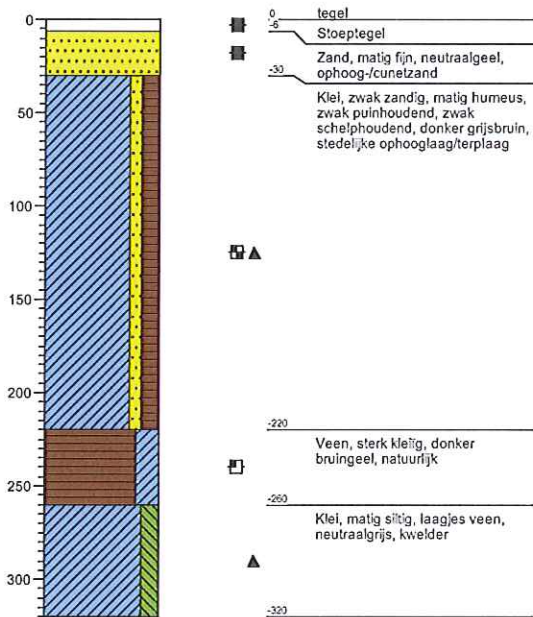 0
50
100
150
200
250
300
0 tegel
-6
Stoeptegel
Zand, matig fijn, neutraalgeel,
-30
ophoog-/cunetzand
Klei, zwak zandig, matig humeus,
zwak puinhoudend, zwak
schelphoudend, donker grijsbruin,
stedelijke ophooglaag/terplaag
-220
Veen, sterk kleiïg, donker
bruingeel, natuurlijk
-260
Klei, matig siltig, laagjes veen,
neutraalgrijs, kwelder
-320